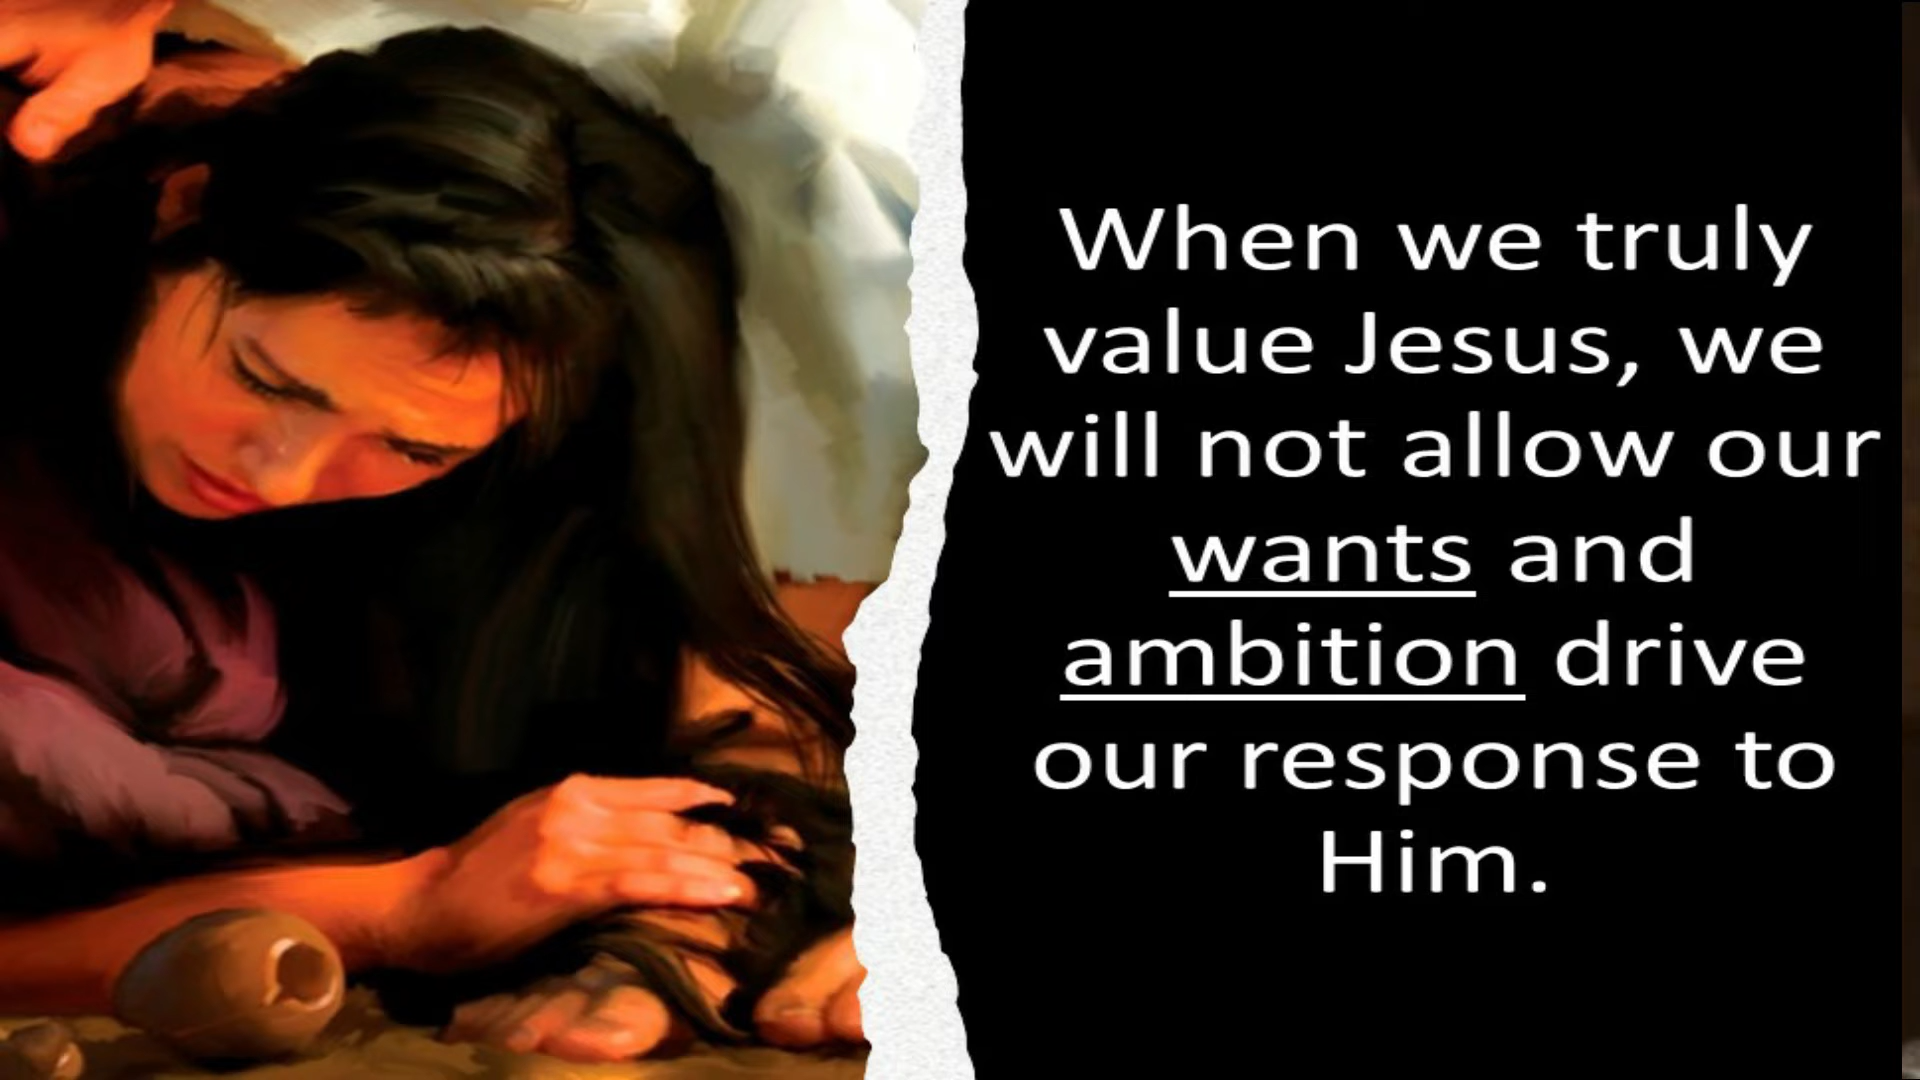 When we truly
value Jesus, we
will not allow our
wants and
ambition drive
our response to
Him.